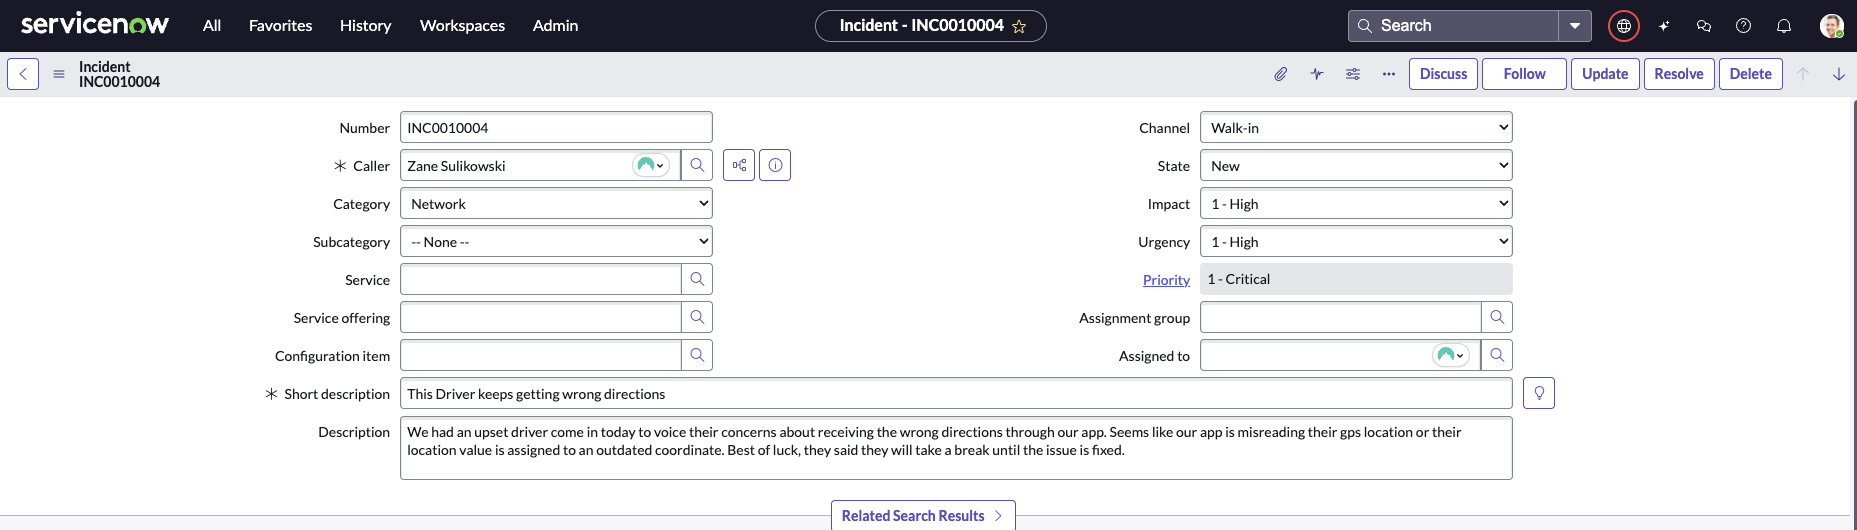 servicenow All Favorites History Workspaces Admin Incident - INC0010004 Search
Incident
INC0010004
Discuss Follow Update Resolve Delete
Number INC0010004 Channel Walk-in
Caller Zane Sulikowski State New
Category Network Impact 1 - High
Subcategory -- None -- Urgency 1 - High
Service Priority 1 - Critical
Service offering Assignment group
Configuration item Assigned to
Short description This Driver keeps getting wrong directions
Description We had an upset driver come in today to voice their concerns about receiving the wrong directions through our app. Seems like our app is misreading their gps location or their
location value is assigned to an outdated coordinate. Best of luck, they said they will take a break until the issue is fixed.
Related Search Results